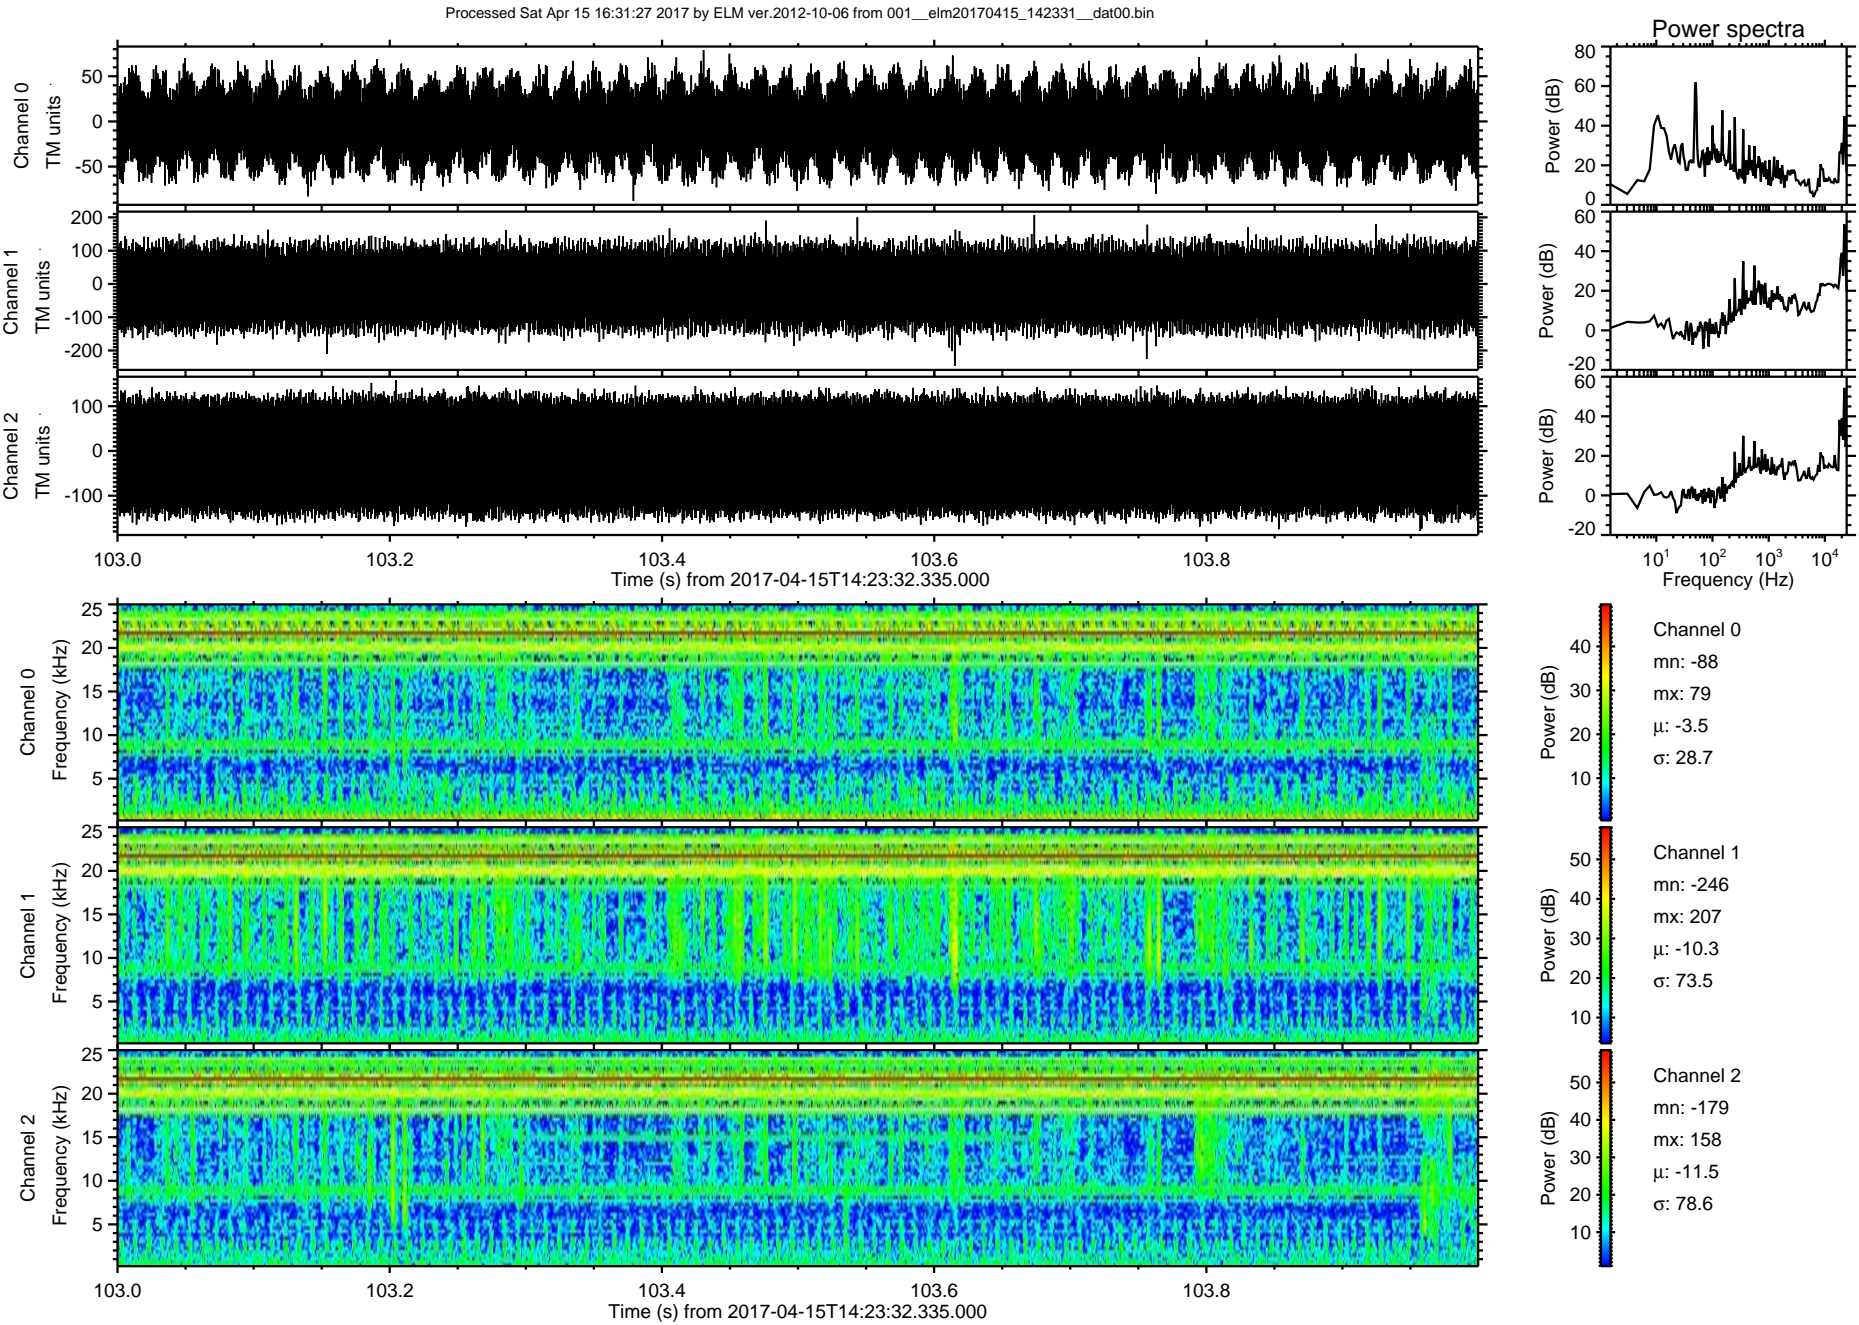 Processed Sat Apr 15 16:31:27 2017 by ELM ver.2012-10-06 from 001__elm20170415_142331__dat00.bin
Power spectra
Channel 0
TM units
50
0
-50
Power (dB)
80
60
40
20
0
Channel 1
TM units
200
100
0
-100
-200
Power (dB)
60
40
20
0
-20
Channel 2
TM units
100
0
-100
Power (dB)
60
40
20
0
-20
103.0 103.2 103.4 103.6 103.8
Time (s) from 2017-04-15T14:23:32.335.000
10^1 10^2 10^3 10^4
Frequency (Hz)
Channel 0
Frequency (kHz)
25
20
15
10
5
Power (dB)
40
30
20
10
Channel 0
mn: -88
mx: 79
μ: -3.5
σ: 28.7
Channel 1
Frequency (kHz)
25
20
15
10
5
Power (dB)
50
40
30
20
10
Channel 1
mn: -246
mx: 207
μ: -10.3
σ: 73.5
Channel 2
Frequency (kHz)
25
20
15
10
5
Power (dB)
50
40
30
20
10
Channel 2
mn: -179
mx: 158
μ: -11.5
σ: 78.6
103.0 103.2 103.4 103.6 103.8
Time (s) from 2017-04-15T14:23:32.335.000